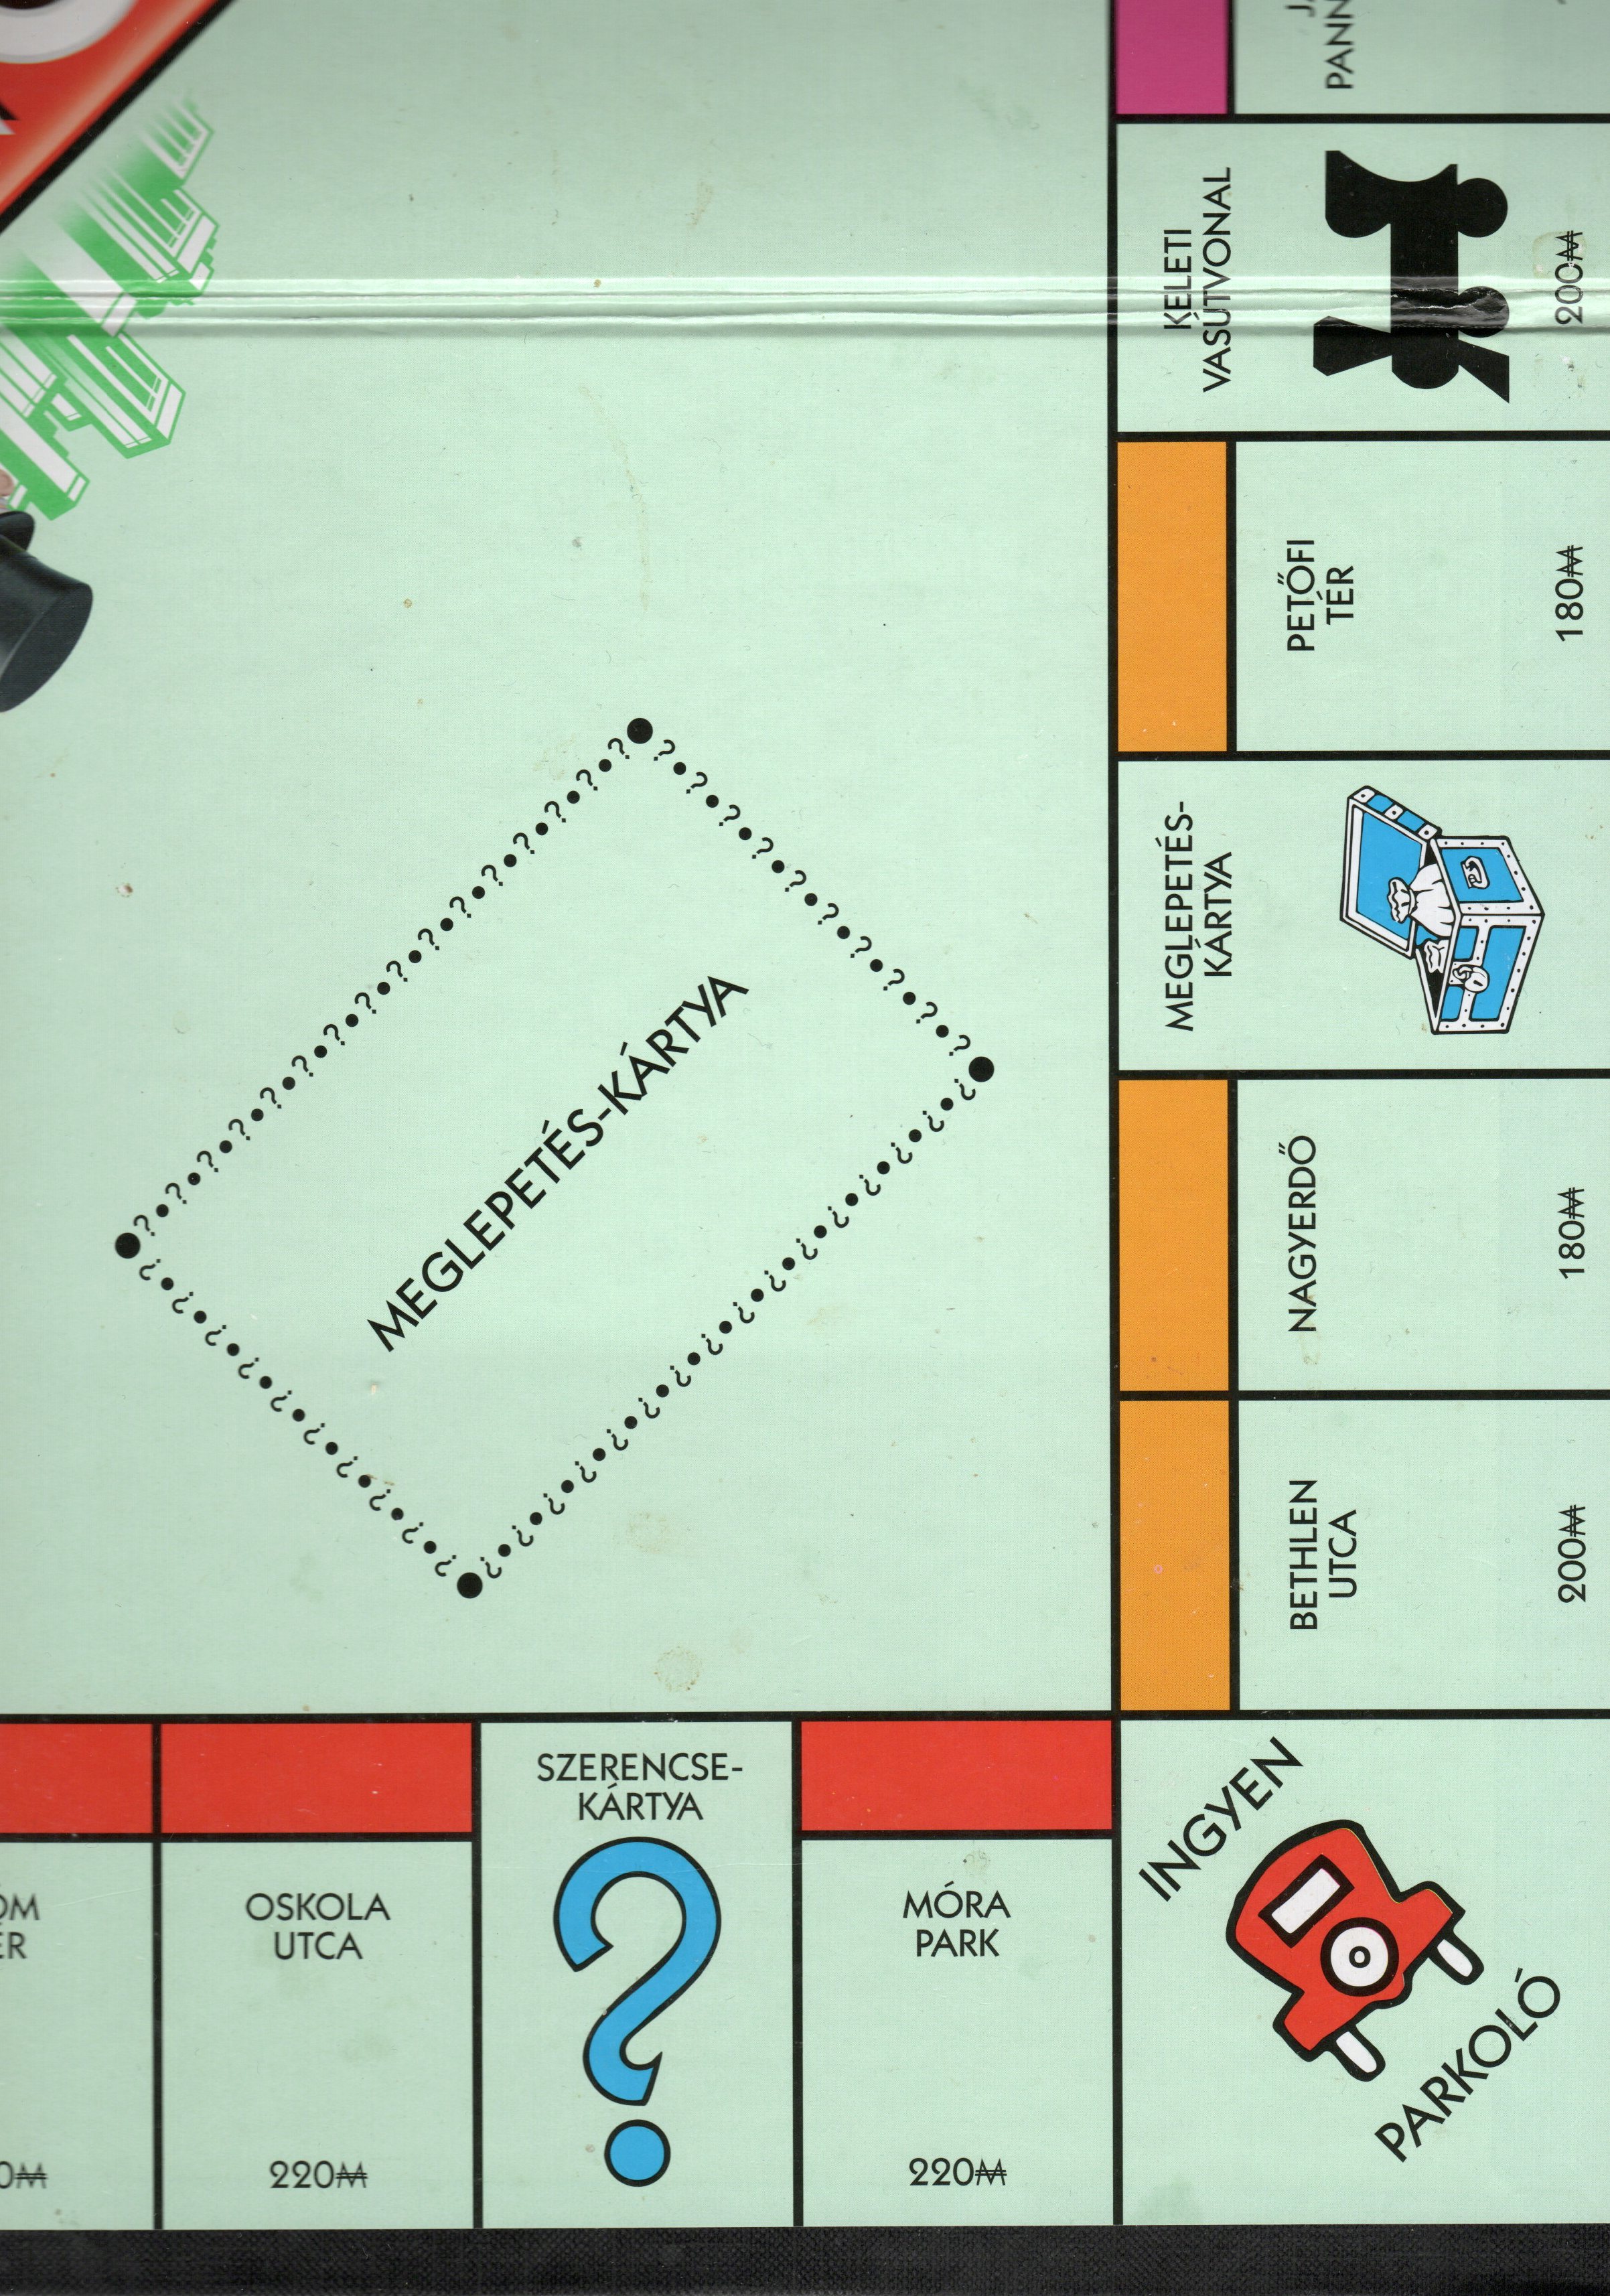 PANN
KELETI
VASÚTVONAL
200₩
PETŐFI
TÉR
180₩
MEGLEPETÉS-
KÁRTYA
NAGYERDŐ
180₩
BETHLEN
UTCA
200₩
MEGLEPETÉS-KÁRTYA
INGYEN
PARKOLÓ
MÓRA
PARK
220₩
SZERENCSE-
KÁRTYA
?
OSKOLA
UTCA
220₩